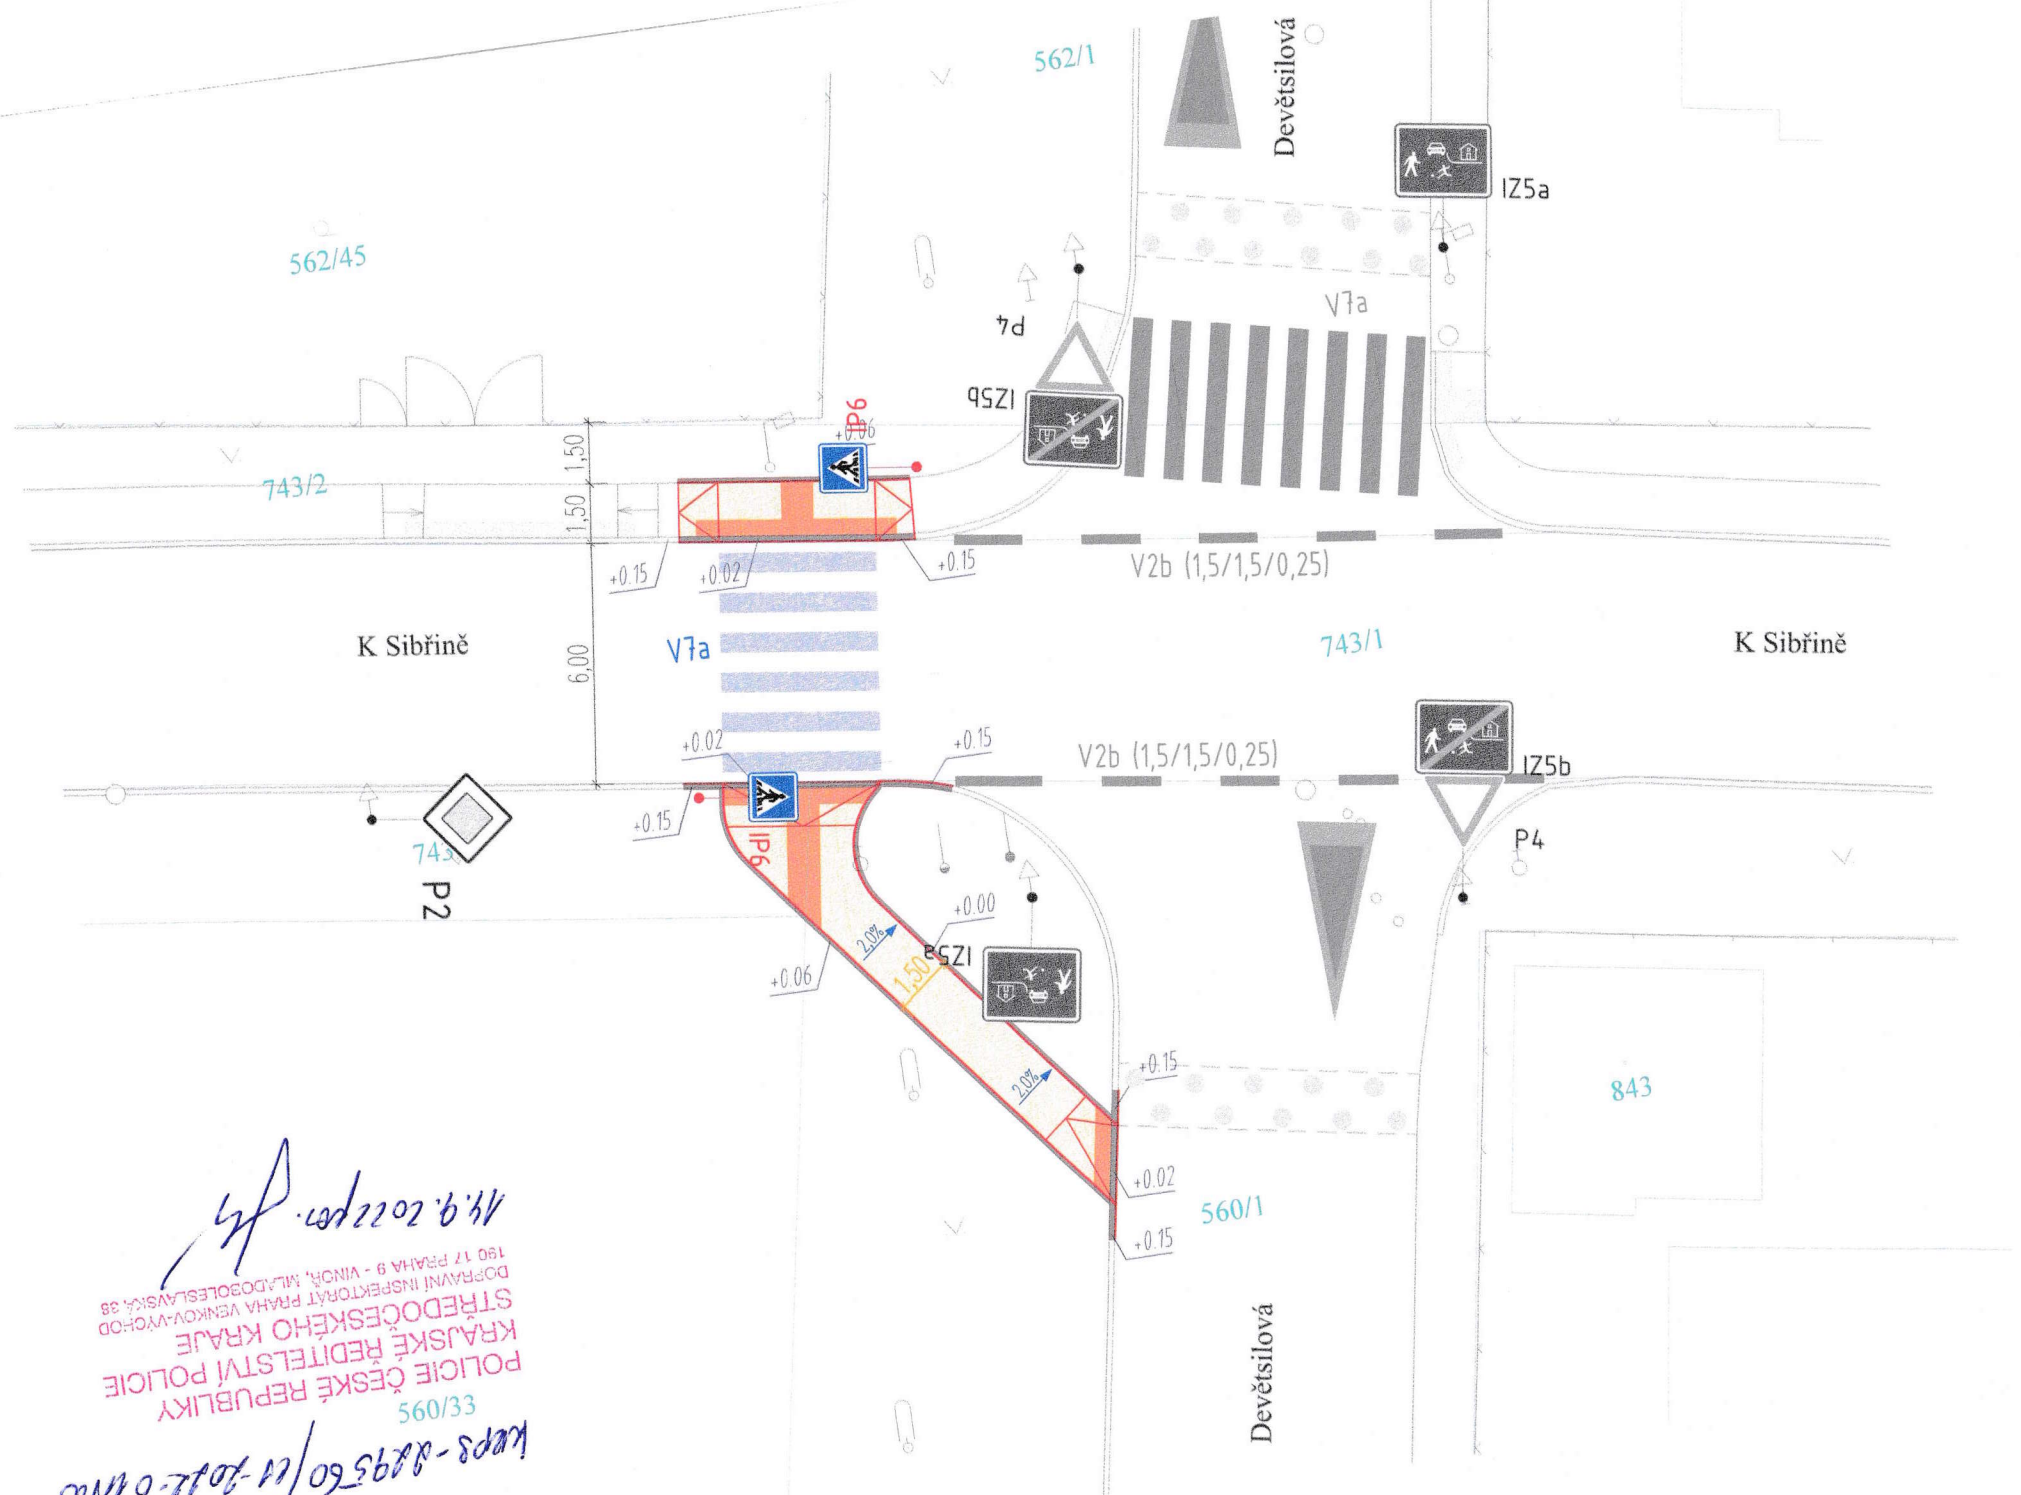 562/1
Devětsilová
IZ5a
562/45
V7a
P4
IZ5b
IP6
+0.06
1,50
743/2
1,50
+0.15
+0.02
+0.15
V2b (1,5/1,5/0,25)
K Sibřině
V7a
6,00
743/1
K Sibřině
+0.02
+0.15
V2b (1,5/1,5/0,25)
IZ5b
+0.15
IP6
743
P2
P4
+0.00
2,0%
1,50
IZ5a
+0.06
2,0%
+0.15
843
+0.02
560/1
+0.15
Devětsilová
560/33
POLICIE ČESKÉ REPUBLIKY
KRAJSKÉ ŘEDITELSTVÍ POLICIE
STŘEDOČESKÉHO KRAJE
DOPRAVNÍ INSPEKTORÁT PRAHA VENKOV-VÝCHOD
190 17 PRAHA 9 - VINOŘ, MLADOBOLESLAVSKÁ 38